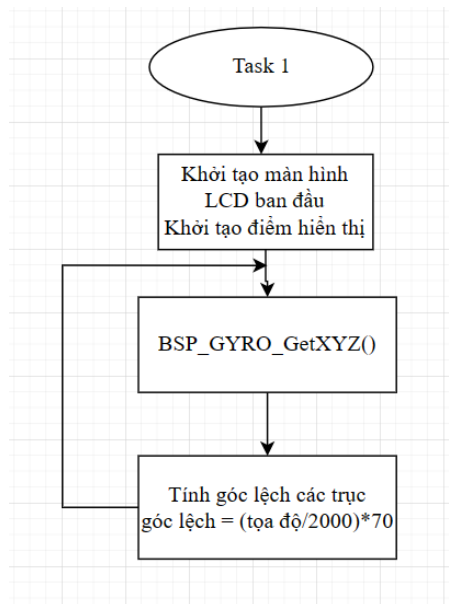 Task 1
Khởi tạo màn hình
LCD ban đầu
Khởi tạo điểm hiển thị
BSP_GYRO_GetXYZ()
Tính góc lệch các trục
góc lệch = (tọa độ/2000)*70